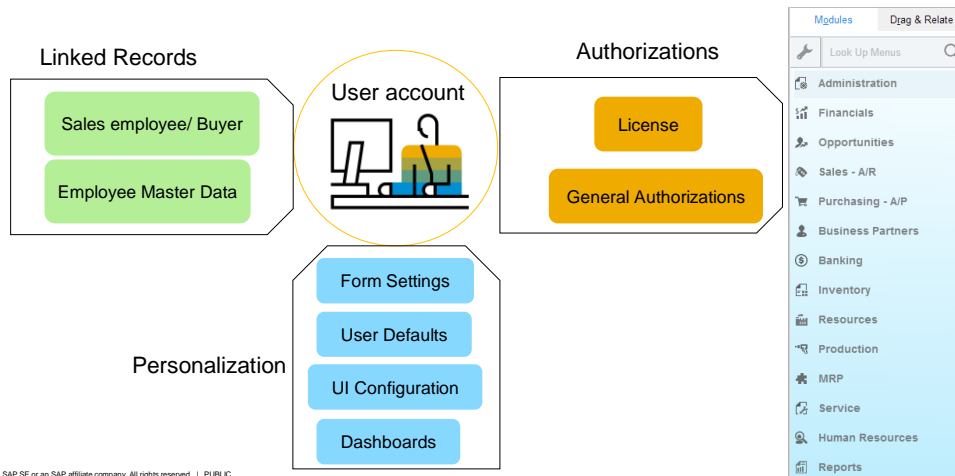 Linked Records
Sales employee/ Buyer
Employee Master Data
User account
Authorizations
License
General Authorizations
Personalization
Form Settings
User Defaults
UI Configuration
Dashboards
SAP SE or an SAP affiliate company. All rights reserved. | PUBLIC
Modules Drag & Relate
Look Up Menus
Administration
Financials
Opportunities
Sales - A/R
Purchasing - A/P
Business Partners
Banking
Inventory
Resources
Production
MRP
Service
Human Resources
Reports